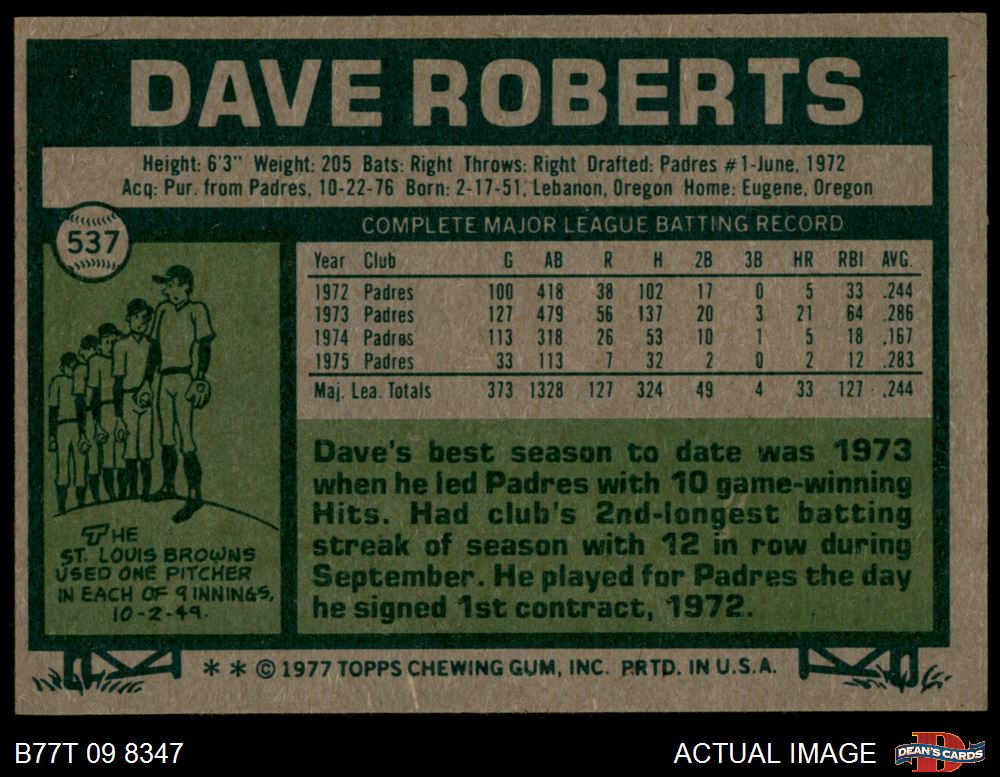 DAVE ROBERTS
Height: 6'3" Weight: 205 Bats: Right Throws: Right Drafted: Padres #1-June, 1972
Acq: Pur. from Padres, 10-22-76 Born: 2-17-51, Lebanon, Oregon Home: Eugene, Oregon
537
COMPLETE MAJOR LEAGUE BATTING RECORD
Year Club G AB R H 2B 3B HR RBI AVG.
1972 Padres 100 418 38 102 17 0 5 33 .244
1973 Padres 127 479 56 137 20 3 21 64 .286
1974 Padres 113 318 26 53 10 1 5 18 .167
1975 Padres 33 113 7 32 2 0 2 12 .283
Maj. Lea. Totals 373 1328 127 324 49 4 33 127 .244
THE
ST. LOUIS BROWNS
USED ONE PITCHER
IN EACH OF 9 INNINGS,
10-2-49.
Dave's best season to date was 1973
when he led Padres with 10 game-winning
Hits. Had club's 2nd-longest batting
streak of season with 12 in row during
September. He played for Padres the day
he signed 1st contract, 1972.
* * © 1977 TOPPS CHEWING GUM, INC. PRTD. IN U.S.A.
B77T 09 8347
ACTUAL IMAGE
D
DEAN'S CARDS